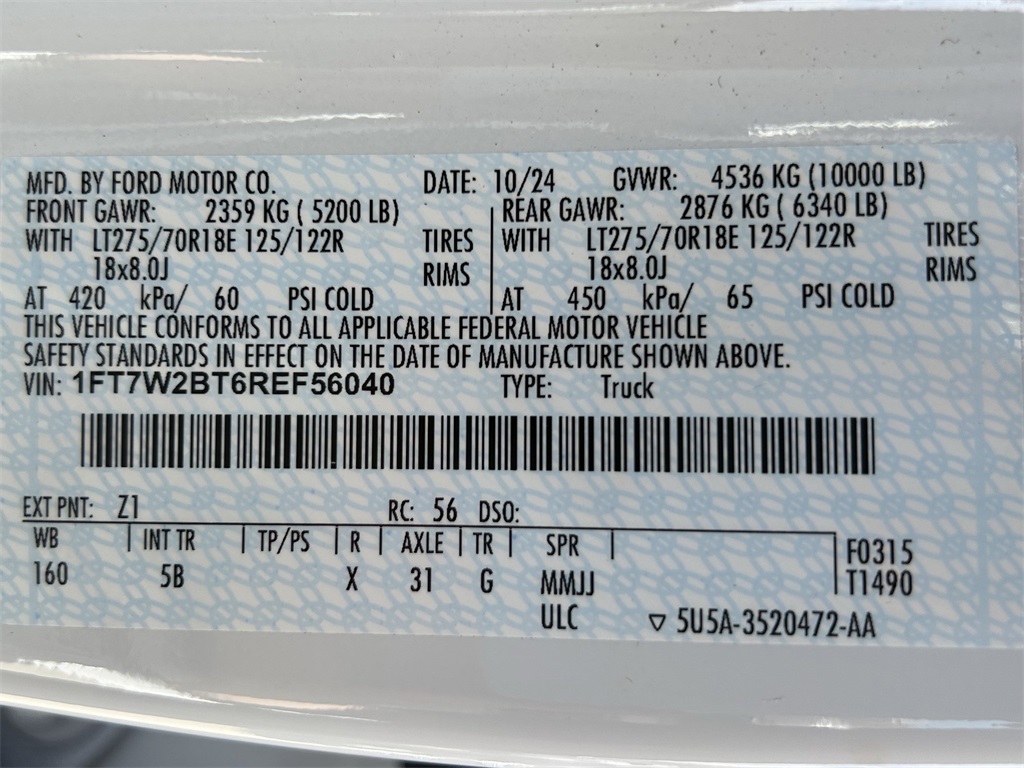 MFD. BY FORD MOTOR CO. DATE: 10/24 GVWR: 4536 KG (10000 LB)
FRONT GAWR: 2359 KG ( 5200 LB) REAR GAWR: 2876 KG ( 6340 LB)
WITH LT275/70R18E 125/122R TIRES WITH LT275/70R18E 125/122R TIRES
18x8.0J RIMS 18x8.0J RIMS
AT 420 kPa/ 60 PSI COLD AT 450 kPa/ 65 PSI COLD
THIS VEHICLE CONFORMS TO ALL APPLICABLE FEDERAL MOTOR VEHICLE
SAFETY STANDARDS IN EFFECT ON THE DATE OF MANUFACTURE SHOWN ABOVE.
VIN: 1FT7W2BT6REF56040 TYPE: Truck
EXT PNT: Z1 RC: 56 DSO:
WB INT TR TP/PS R AXLE TR SPR F0315
160 5B X 31 G MMJJ T1490
ULC ▽ 5U5A-3520472-AA